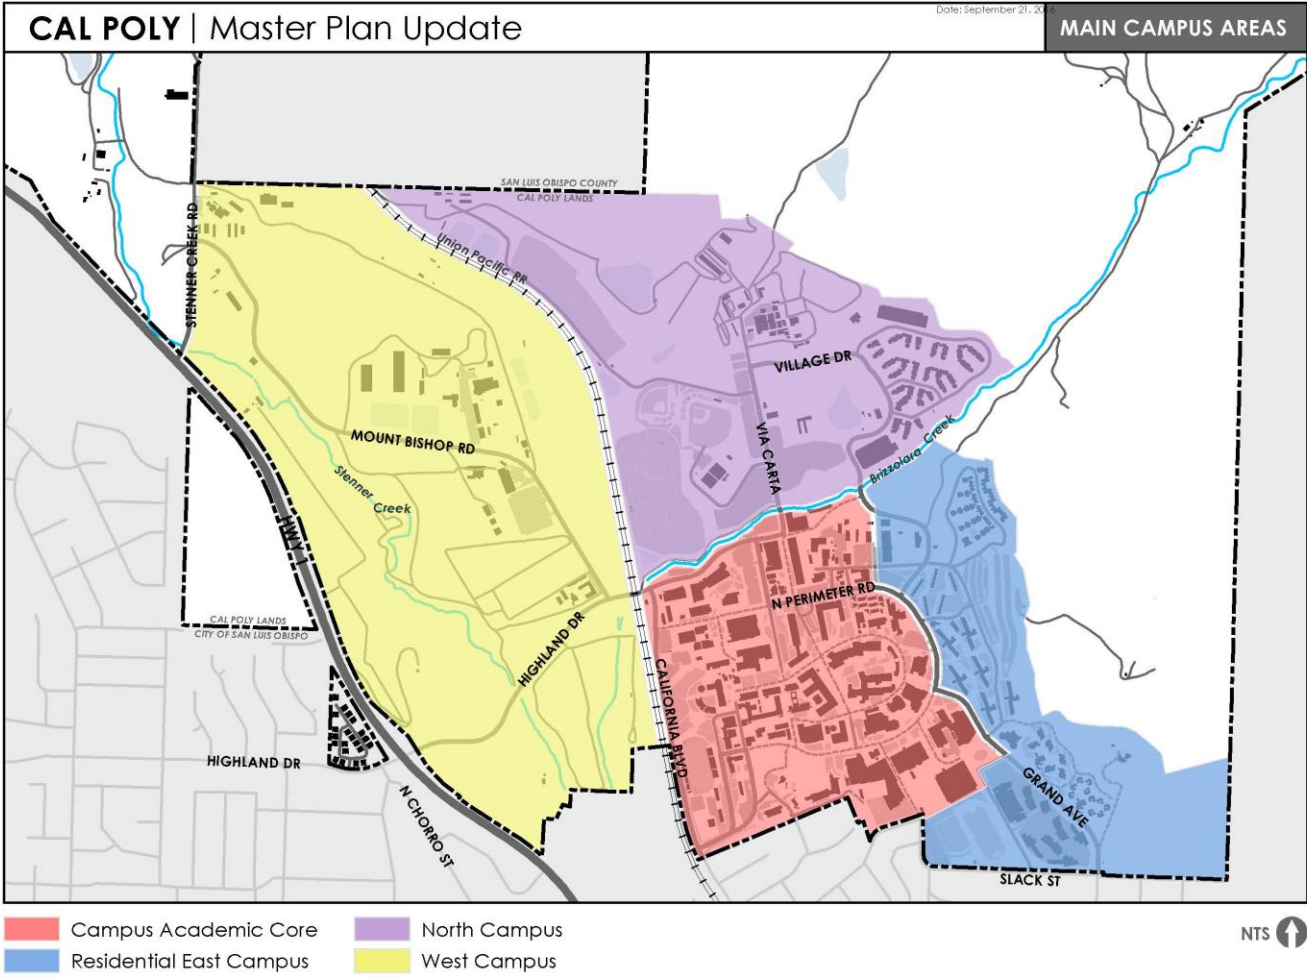 CAL POLY | Master Plan Update
Date: September 21, 2016
MAIN CAMPUS AREAS
SAN LUIS OBISPO COUNTY
CAL POLY LANDS
STENNER CREEK RD
Union Pacific RR
VILLAGE DR
MOUNT BISHOP RD
VIA CARTA
Brizzolara Creek
Stenner
Creek
HWY 1
N PERIMETER RD
CAL POLY LANDS
CITY OF SAN LUIS OBISPO
HIGHLAND DR
CALIFORNIA BLVD
HIGHLAND DR
N CHORRO ST
GRAND AVE
SLACK ST
Campus Academic Core
North Campus
NTS
Residential East Campus
West Campus